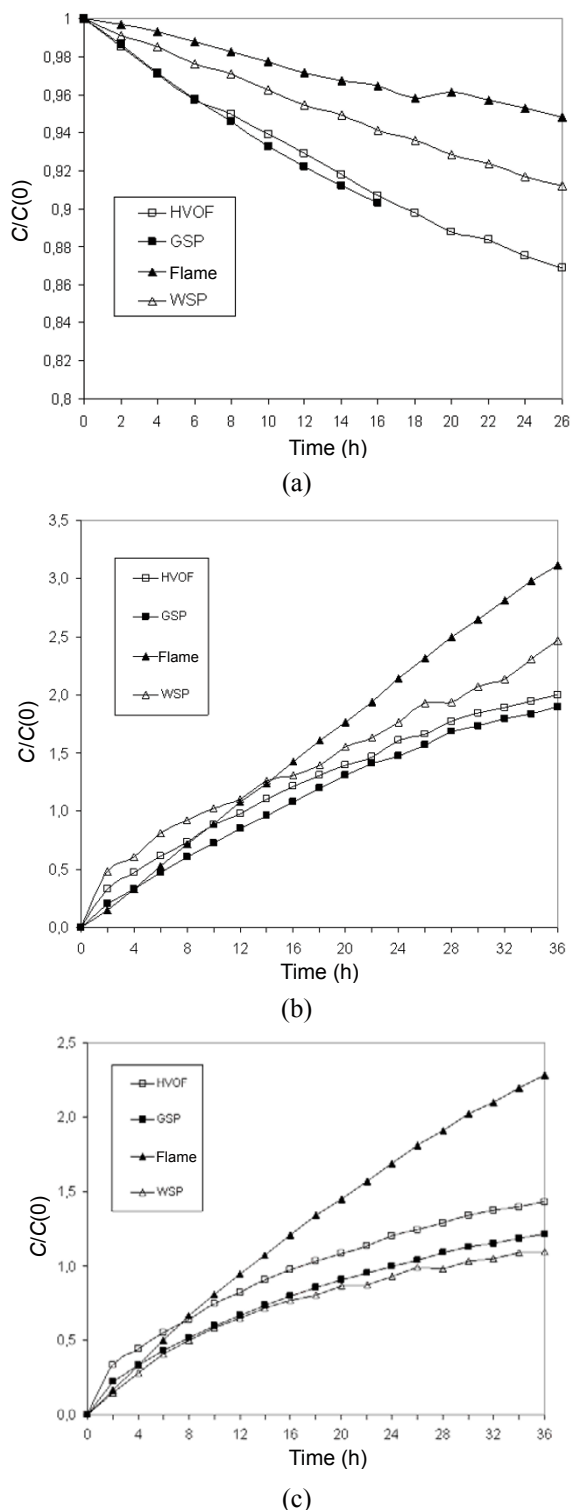 1
0,98
0,96
0,94
0,92
0,9
0,88
0,86
0,84
0,82
0,8
C/C(0)
HVOF
GSP
Flame
WSP
0 2 4 6 8 10 12 14 16 18 20 22 24 26
Time (h)
(a)
3,5
3,0
2,5
2,0
1,5
1,0
0,5
0,0
C/C(0)
HVOF
GSP
Flame
WSP
0 4 8 12 16 20 24 28 32 36
Time (h)
(b)
2,5
2,0
1,5
1,0
0,5
0,0
C/C(0)
HVOF
GSP
Flame
WSP
0 4 8 12 16 20 24 28 32 36
Time (h)
(c)